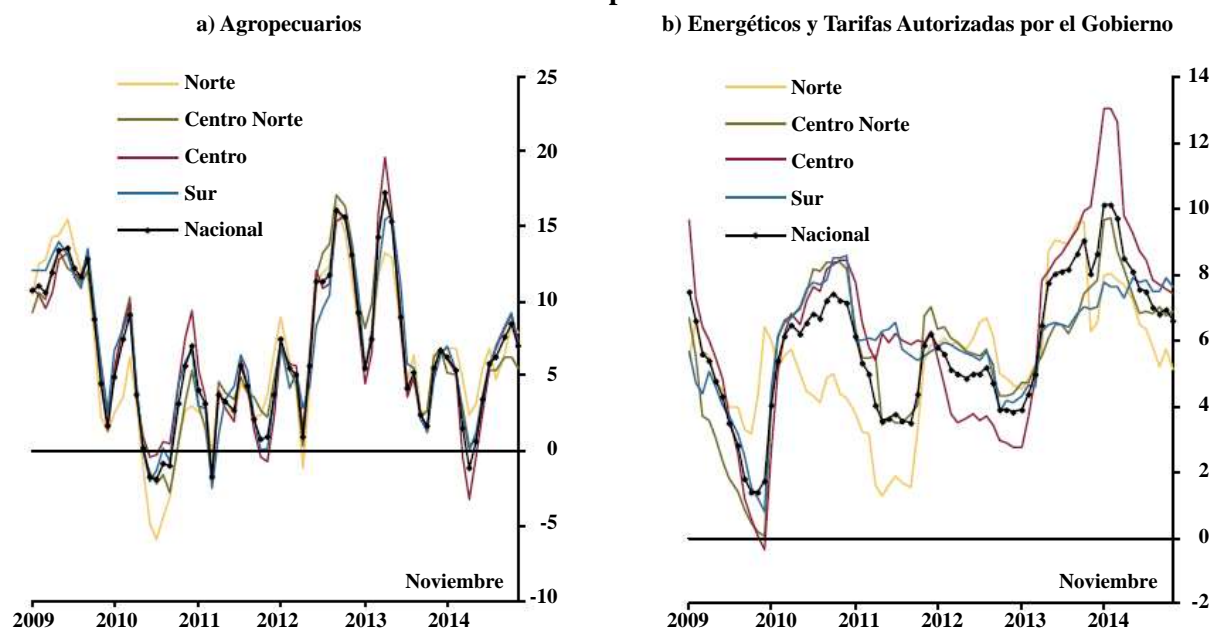 a) Agropecuarios
Norte
Centro Norte
Centro
Sur
Nacional
25
20
15
10
5
0
-5
-10
Noviembre
2009 2010 2011 2012 2013 2014
b) Energéticos y Tarifas Autorizadas por el Gobierno
Norte
Centro Norte
Centro
Sur
Nacional
14
12
10
8
6
4
2
0
-2
Noviembre
2009 2010 2011 2012 2013 2014